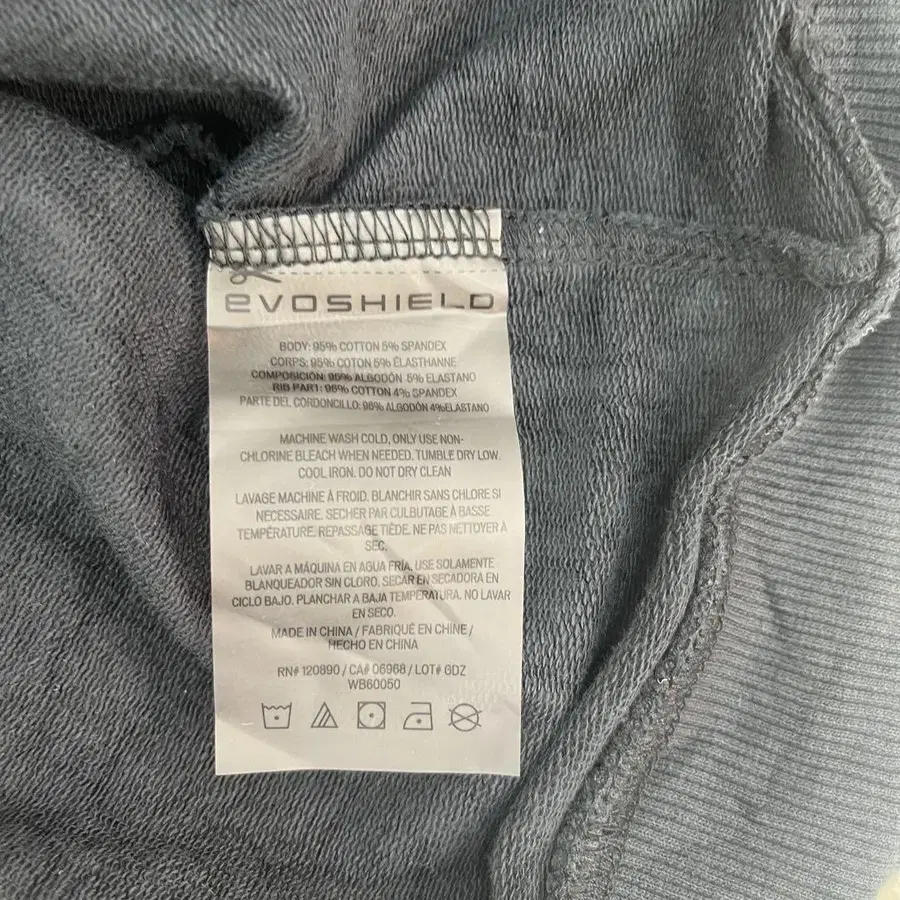 evoshield
BODY: 95% COTTON 5% SPANDEX
CORPS: 95% COTON 5% ÉLASTHANNE
COMPOSICIÓN: 95% ALGODÓN 5% ELASTANO
RIB PART: 96% COTTON 4% SPANDEX
PARTE DEL CORDONCILLO: 96% ALGODÓN 4%ELASTANO
MACHINE WASH COLD, ONLY USE NON-
CHLORINE BLEACH WHEN NEEDED. TUMBLE DRY LOW.
COOL IRON. DO NOT DRY CLEAN
LAVAGE MACHINE À FROID. BLANCHIR SANS CHLORE SI
NECESSAIRE. SECHER PAR CULBUTAGE À BASSE
TEMPÉRATURE. REPASSAGE TIÈDE. NE PAS NETTOYER À
SEC.
LAVAR A MÁQUINA EN AGUA FRÍA, USE SOLAMENTE
BLANQUEADOR SIN CLORO, SECAR EN SECADORA EN
CICLO BAJO. PLANCHAR A BAJA TEMPERATURA. NO LAVAR
EN SECO.
MADE IN CHINA / FABRIQUÉ EN CHINE /
HECHO EN CHINA
RN# 120890 / CA# 06968 / LOT# GDZ
WB60050